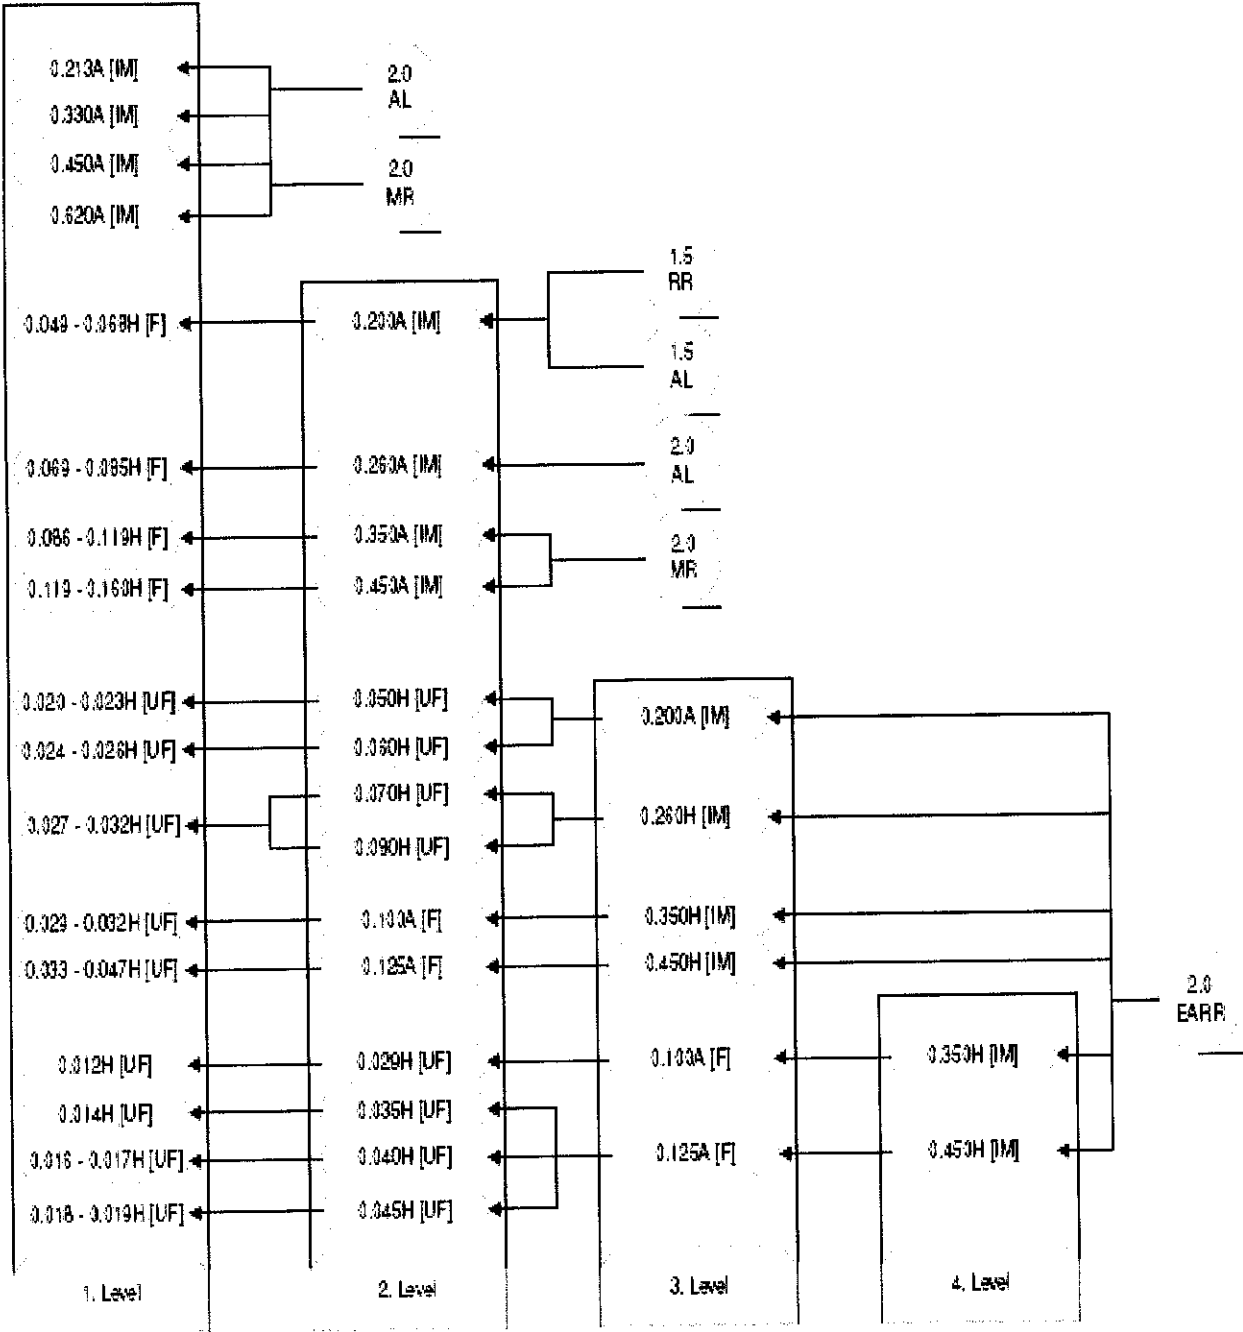 0.213A [IM]
2.0
AL
0.330A [IM]
0.450A [IM]
2.0
MR
0.620A [IM]
1.5
RR
0.049 - 0.068H [F]
0.200A [IM]
1.5
AL
0.069 - 0.085H [F]
0.260A [IM]
2.0
AL
0.086 - 0.119H [F]
0.350A [IM]
2.0
MR
0.119 - 0.160H [F]
0.450A [IM]
0.020 - 0.023H [UF]
0.050H [UF]
0.200A [IM]
0.024 - 0.026H [UF]
0.060H [UF]
0.070H [UF]
0.027 - 0.032H [UF]
0.260H [IM]
0.090H [UF]
0.029 - 0.032H [UF]
0.100A [F]
0.350H [IM]
0.033 - 0.047H [UF]
0.125A [F]
0.450H [IM]
2.0
EARR
0.012H [UF]
0.029H [UF]
0.100A [F]
0.350H [IM]
0.014H [UF]
0.035H [UF]
0.016 - 0.017H [UF]
0.040H [UF]
0.125A [F]
0.450H [IM]
0.018 - 0.019H [UF]
0.045H [UF]
1. Level
2. Level
3. Level
4. Level